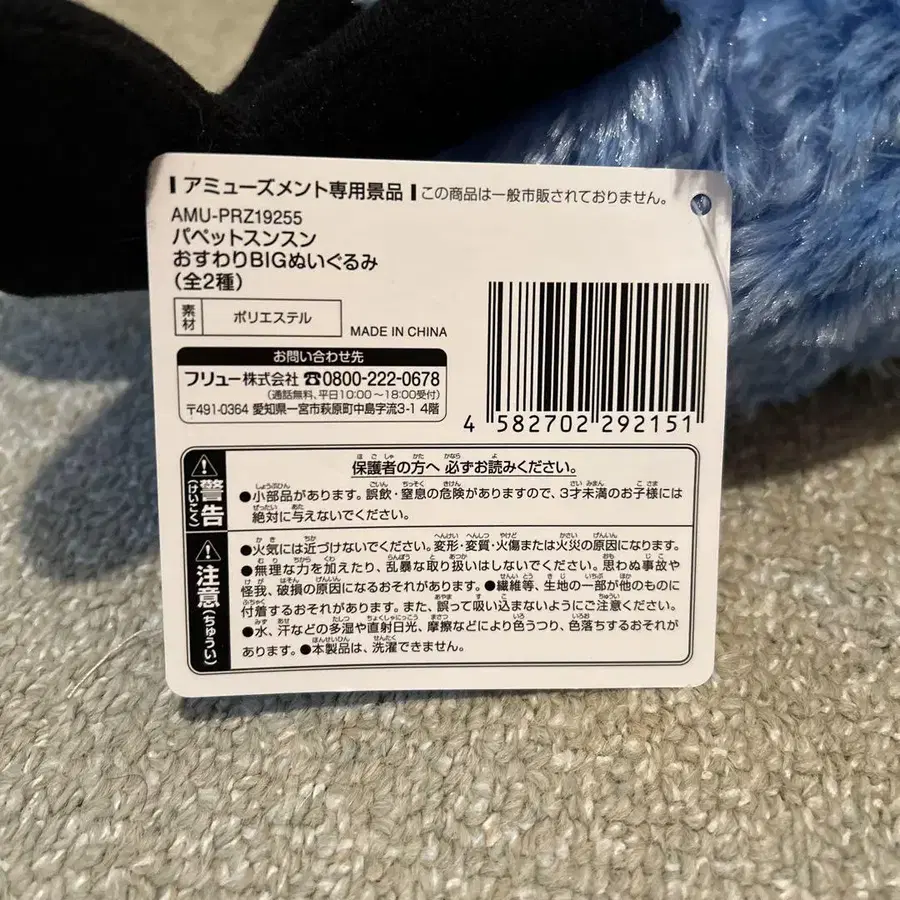 アミューズメント専用景品 この商品は一般市販されておりません。
AMU-PRZ19255
パペットスンスン
おすわりBIGぬいぐるみ
(全2種)
素材 ポリエステル
MADE IN CHINA
お問い合わせ先
フリュー株式会社 ☎0800-222-0678
(通話無料、平日10:00~18:00受付)
〒491-0364 愛知県一宮市萩原町中島字流3-1 4階
4 582702 292151
警告(けいこく)
保護者の方へ 必ずお読みください。
●小部品があります。誤飲・窒息の危険がありますので、3才未満のお子様には
絶対に与えないでください。
注意(ちゅうい)
●火気には近づけないでください。変形・変質・火傷または火災の原因になります。
●無理な力を加えたり、乱暴な取り扱いはしないでください。思わぬ事故や
怪我、破損の原因になるおそれがあります。●繊維等、生地の一部が他のものに
付着するおそれがあります。また、誤って吸い込まないようにご注意ください。
●水、汗などの多湿や直射日光、摩擦などにより色うつり、色落ちするおそれが
あります。●本製品は、洗濯できません。